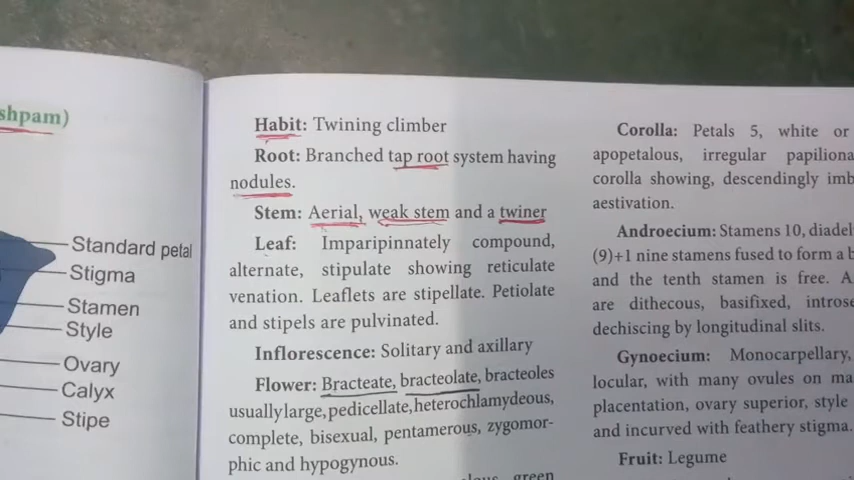 shpam)
Standard petal
Stigma
Stamen
Style
Ovary
Calyx
Stipe
Habit: Twining climber
Root: Branched tap root system having
nodules.
Stem: Aerial, weak stem and a twiner
Leaf: Imparipinnately compound,
alternate, stipulate showing reticulate
venation. Leaflets are stipellate. Petiolate
and stipels are pulvinated.
Inflorescence: Solitary and axillary
Flower: Bracteate, bracteolate, bracteoles
usually large, pedicellate, heterochlamydeous,
complete, bisexual, pentamerous, zygomor-
phic and hypogynous.
green
Corolla: Petals 5, white or
apopetalous, irregular papiliona
corolla showing, descendingly imb
aestivation.
Androecium: Stamens 10, diadel
(9)+1 nine stamens fused to form a b
and the tenth stamen is free. A
are dithecous, basifixed, introse
dechiscing by longitudinal slits.
Gynoecium: Monocarpellary,
locular, with many ovules on ma
placentation, ovary superior, style
and incurved with feathery stigma.
Fruit: Legume